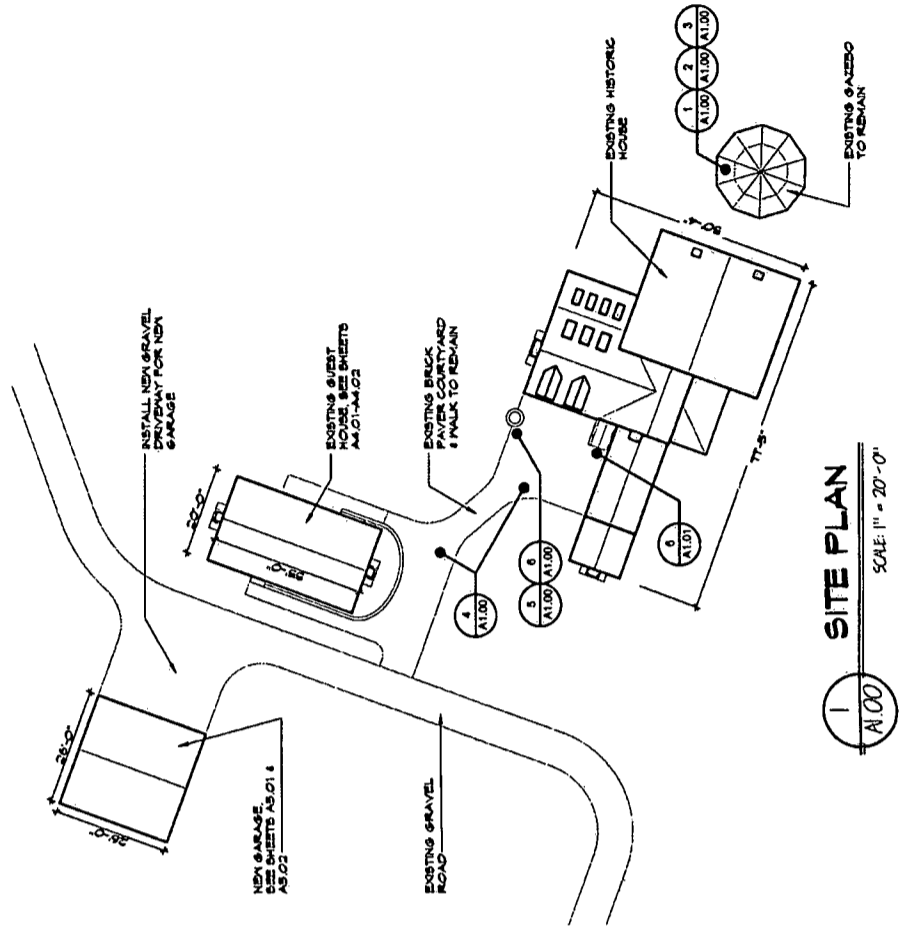 INSTALL NEW GRAVEL
DRIVEWAY FOR NEW
GARAGE
EXISTING GUEST
HOUSE, SEE SHEETS
A4.01-A4.02
EXISTING BRICK
PAVER COURTYARD
& WALK TO REMAIN
EXISTING HISTORIC
HOUSE
1
A1.00
2
A1.00
3
A1.00
EXISTING GAZEBO
TO REMAIN
20'-0"
26'-0"
26'-0"
77'-5"
4
A1.00
5
A1.00
6
A1.00
6
A1.01
NEW GARAGE,
SEE SHEETS A5.01 &
A5.02
EXISTING GRAVEL
ROAD
1
A1.00
SITE PLAN
SCALE: 1" = 20'-0"